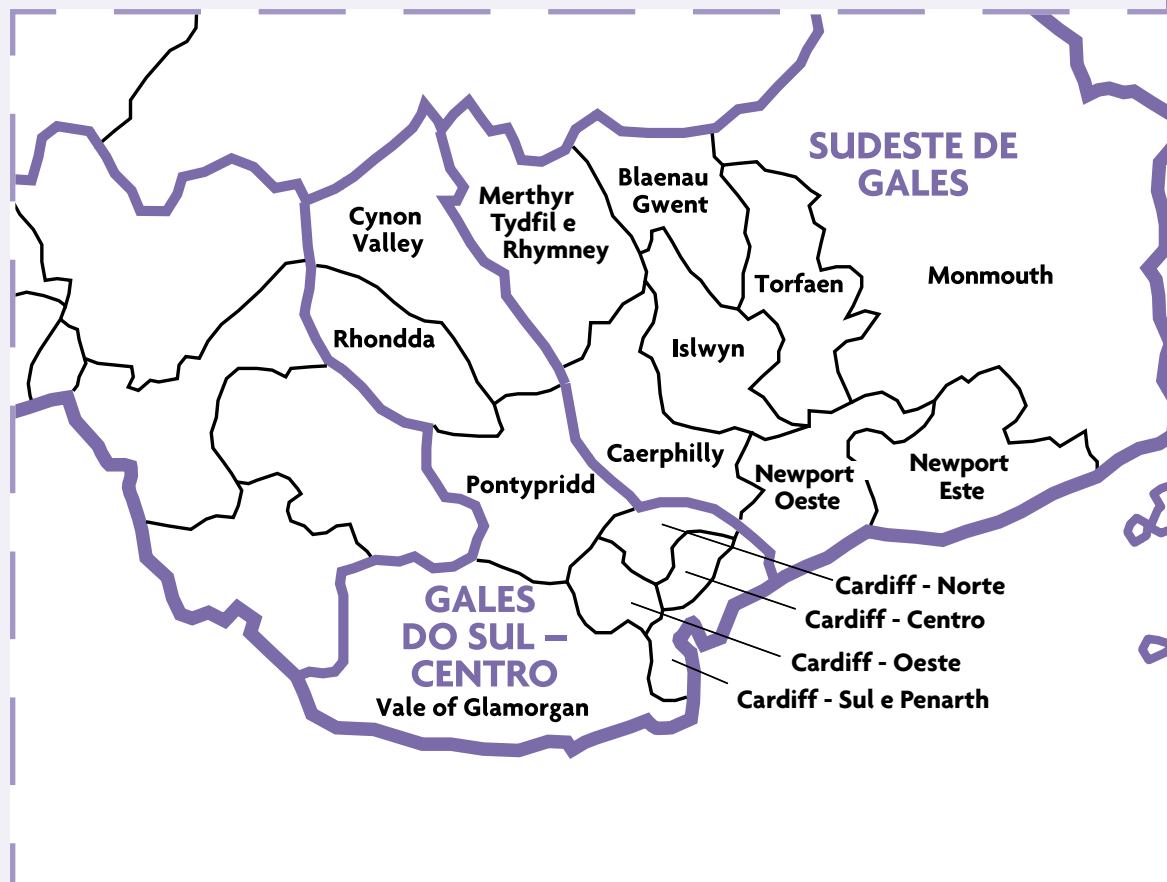 SUDESTE DE
GALES
Blaenau
Gwent
Merthyr
Tydfil e
Rhymney
Cynon
Valley
Torfaen
Monmouth
Rhondda
Islwyn
Caerphilly
Pontypridd
Newport
Oeste
Newport
Este
Cardiff - Norte
Cardiff - Centro
Cardiff - Oeste
Cardiff - Sul e Penarth
GALES
DO SUL –
CENTRO
Vale of Glamorgan